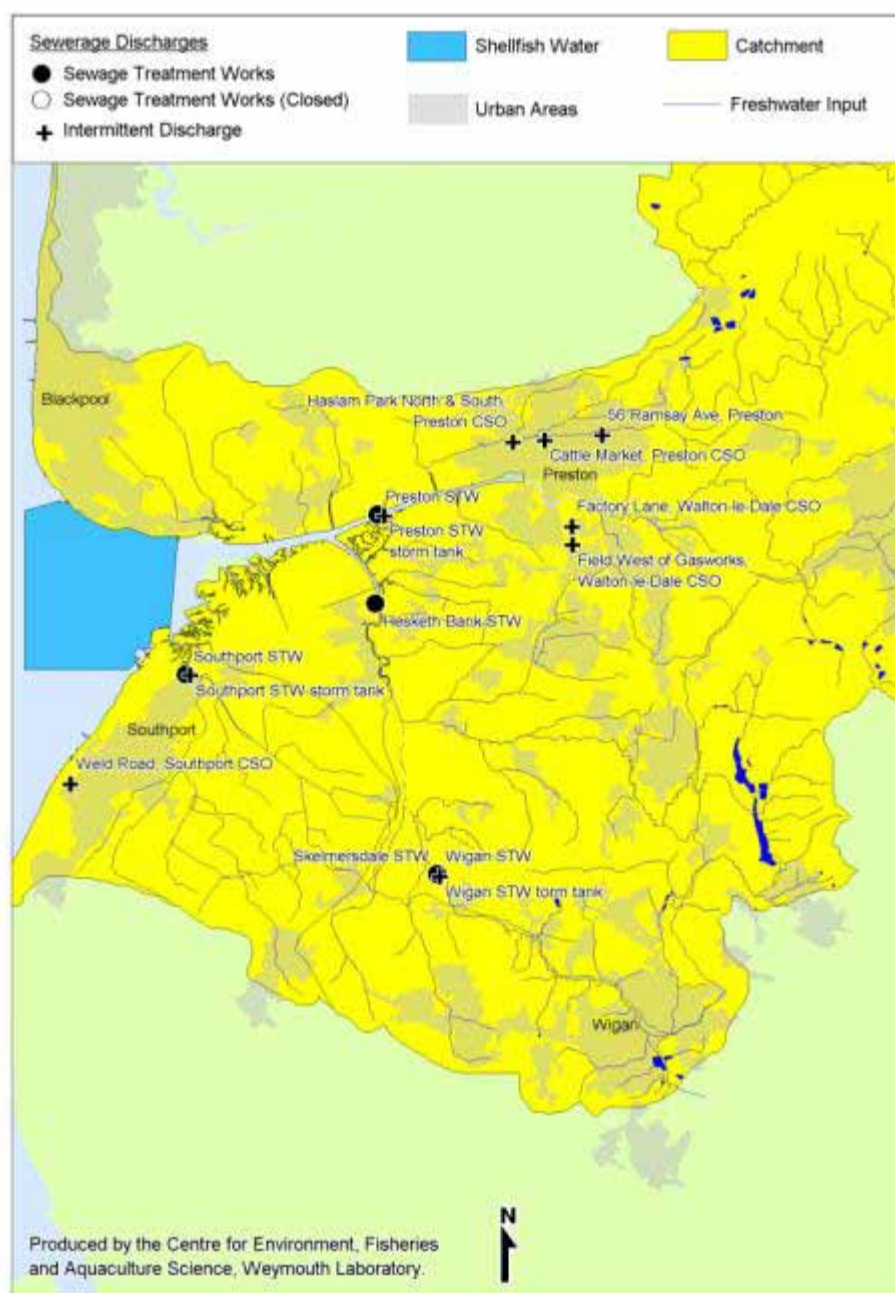 Sewerage Discharges
Sewage Treatment Works
Sewage Treatment Works (Closed)
Intermittent Discharge
Shellfish Water
Urban Areas
Catchment
Freshwater Input
Blackpool
Haslam Park North & South
Preston CSO
56 Ramsay Ave, Preston
Cattle Market, Preston CSO
Preston
Preston STW
Preston STW
storm tank
Factory Lane, Walton-le-Dale CSO
Field West of Gasworks,
Walton-le-Dale CSO
Hesketh Bank STW
Southport STW
Southport STW storm tank
Southport
Weld Road, Southport CSO
Skelmersdale STW
Wigan STW
Wigan STW torm tank
Wigan
N
Produced by the Centre for Environment, Fisheries
and Aquaculture Science, Weymouth Laboratory.